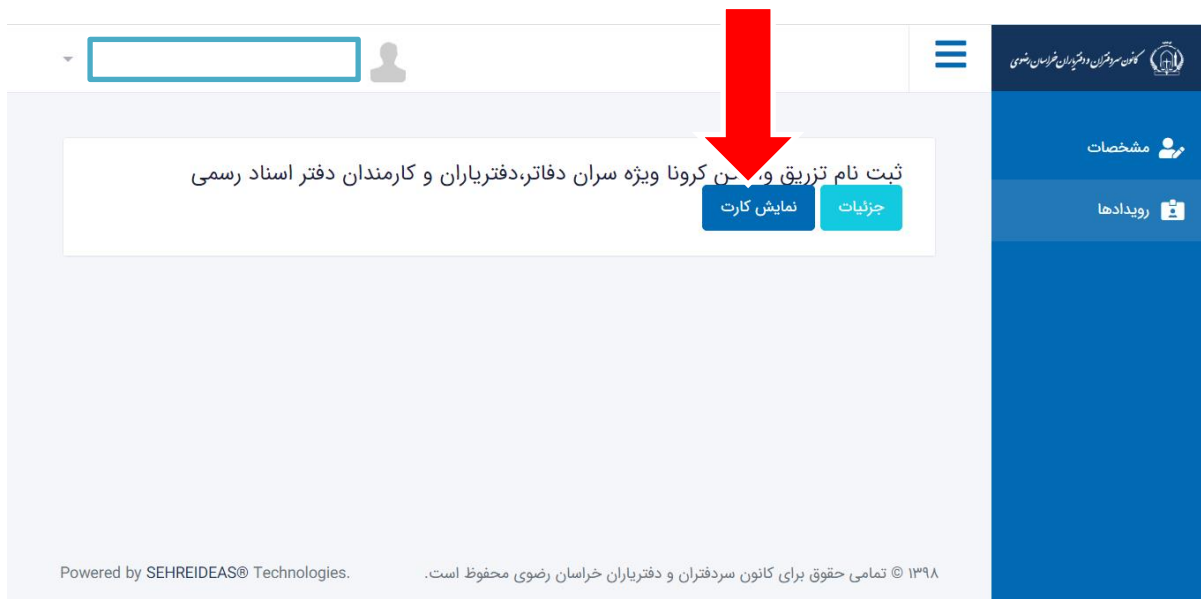 کانون سردفتران و دفتریاران خراسان رضوی
مشخصات
رویدادها
ثبت نام تزریق کرونا ویژه سران دفاتر،دفتریاران و کارمندان دفتر اسناد رسمی
جزئیات
نمایش کارت
۱۳۹۸ © تمامی حقوق برای کانون سردفتران و دفتریاران خراسان رضوی محفوظ است.
Powered by SEHREIDEAS® Technologies.